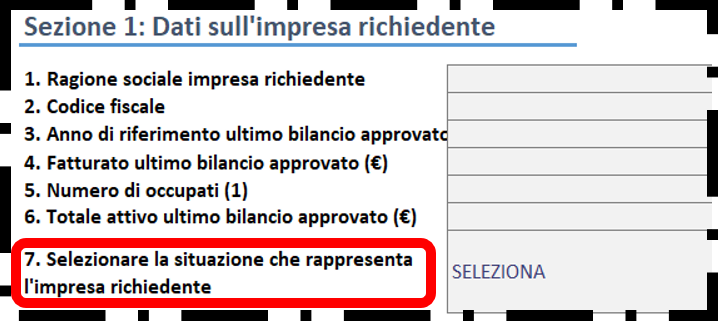 Sezione 1: Dati sull'impresa richiedente
1. Ragione sociale impresa richiedente
2. Codice fiscale
3. Anno di riferimento ultimo bilancio approvato
4. Fatturato ultimo bilancio approvato (€)
5. Numero di occupati (1)
6. Totale attivo ultimo bilancio approvato (€)
7. Selezionare la situazione che rappresenta
l'impresa richiedente
SELEZIONA